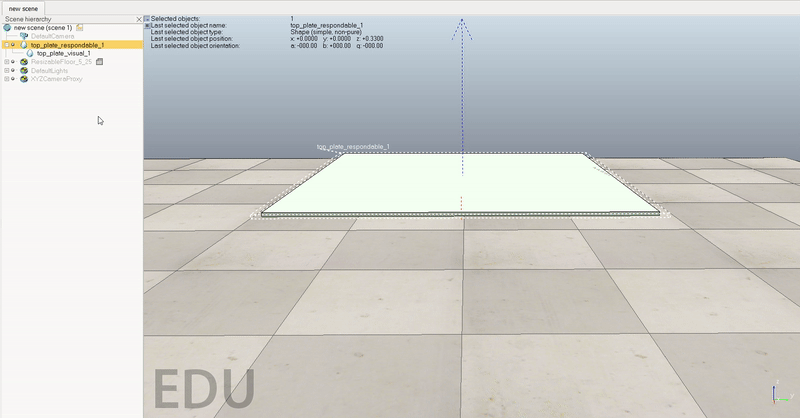 new scene
Scene hierarchy
new scene (scene 1)
DefaultCamera
top_plate_respondable_1
top_plate_visual_1
ResizableFloor_5_25
DefaultLights
XYZCameraProxy
Selected objects: 1
Last selected object name: top_plate_respondable_1
Last selected object type: Shape (simple, non-pure)
Last selected object position: x: +0.0000 y: +0.0000 z: +0.3300
Last selected object orientation: a: -000.00 b: +000.00 g: -000.00
top_plate_respondable_1
EDU